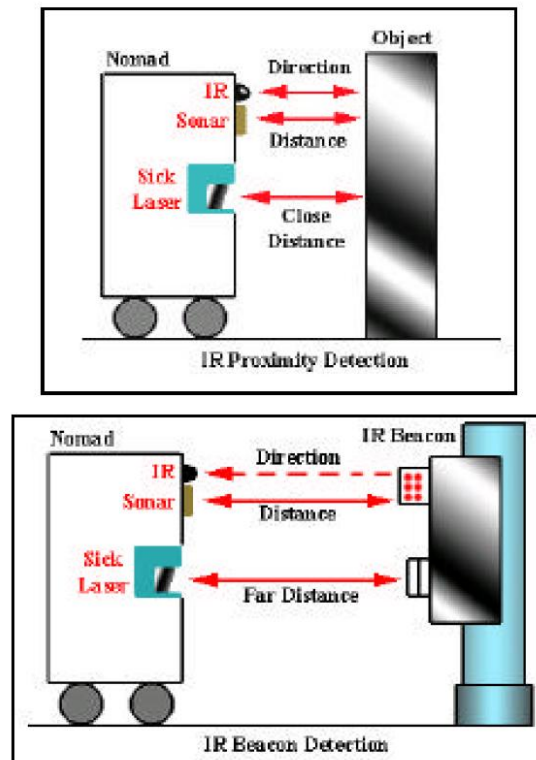 Object
Nomad
Direction
IR
Sonar
Distance
Sick
Laser
Close
Distance
IR Proximity Detection
Nomad
IR Beacon
Direction
IR
Sonar
Distance
Sick
Laser
Far Distance
IR Beacon Detection